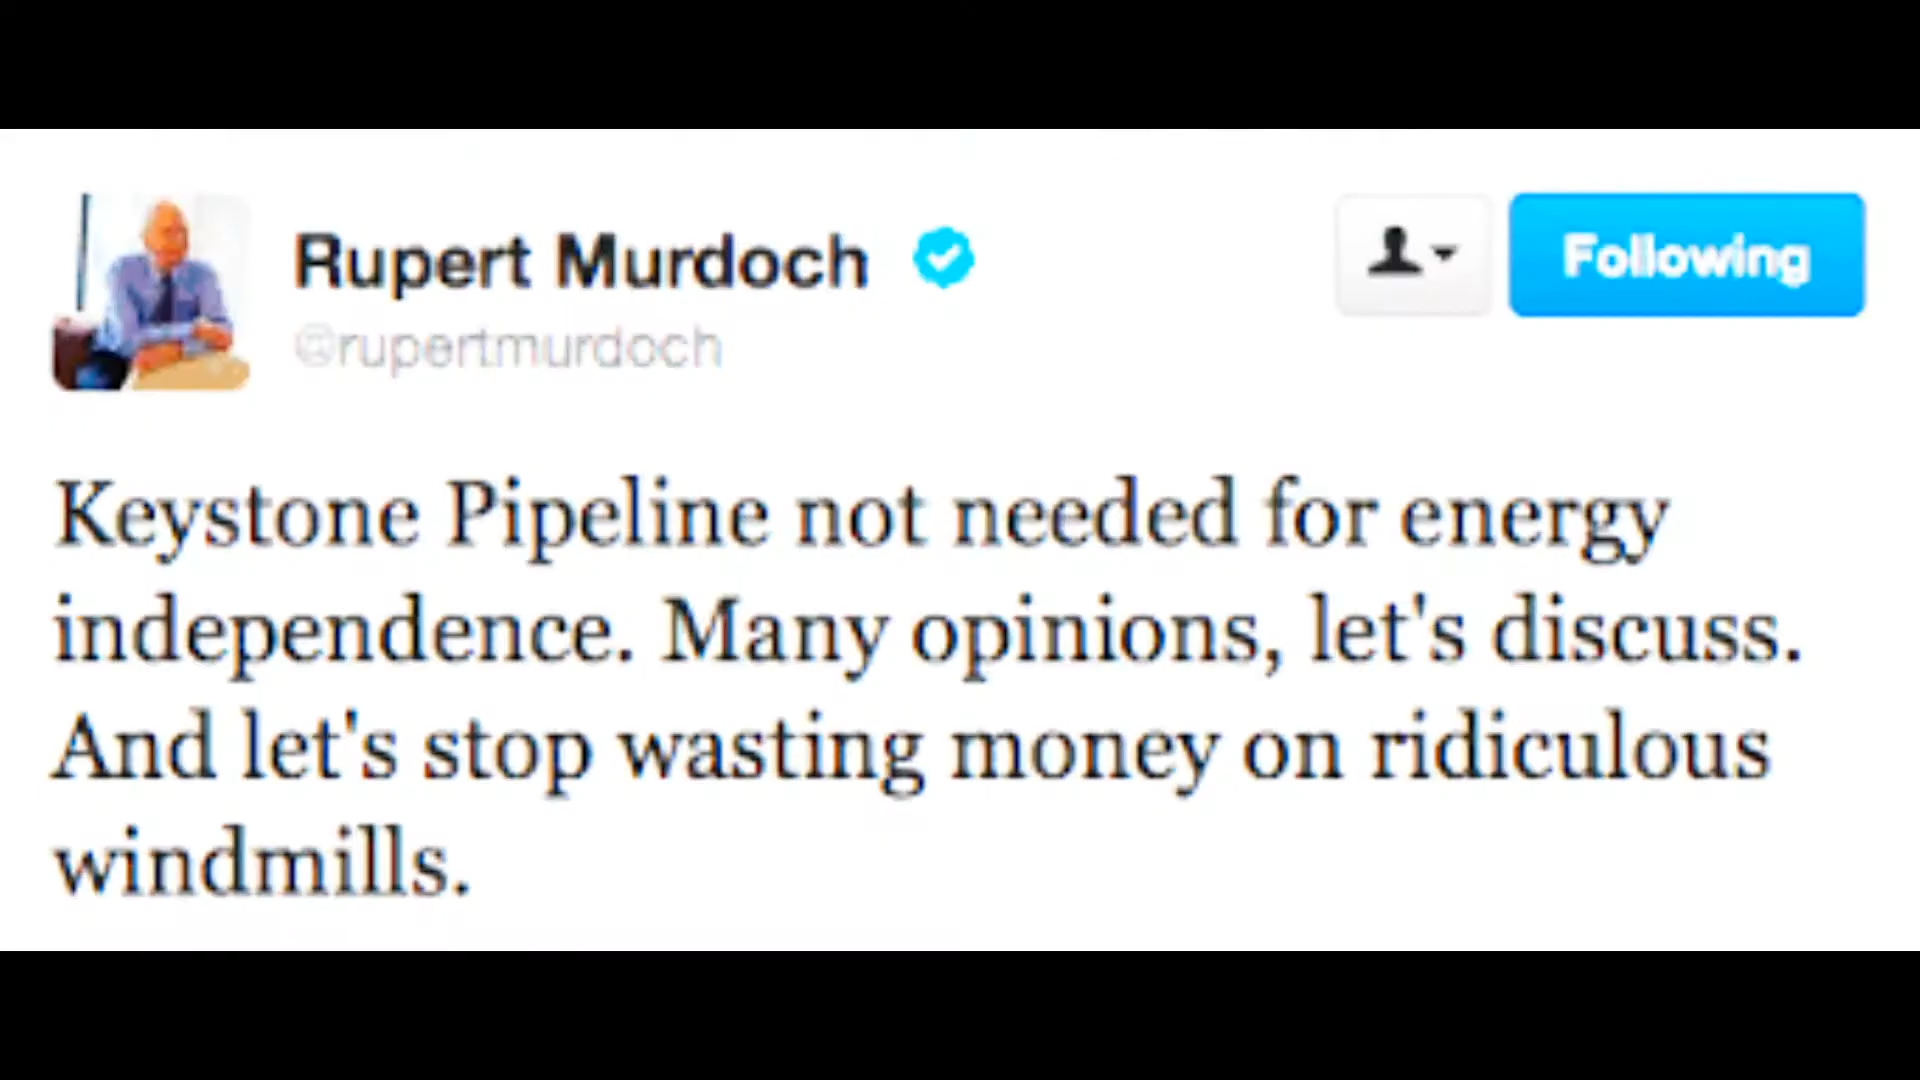 Rupert Murdoch
@rupertmurdoch
Following
Keystone Pipeline not needed for energy
independence. Many opinions, let's discuss.
And let's stop wasting money on ridiculous
windmills.